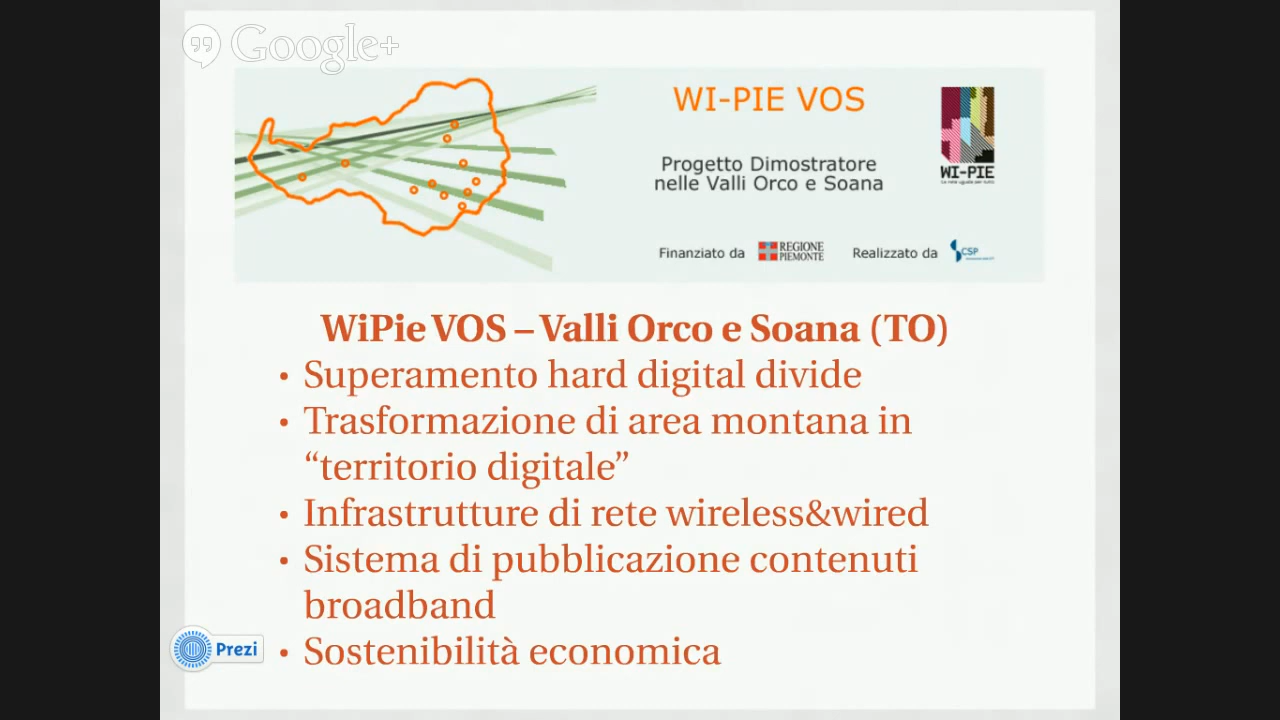 Google+
WI-PIE VOS
Progetto Dimostratore
nelle Valli Orco e Soana
WI-PIE
Finanziato da
REGIONE
PIEMONTE
Realizzato da
CSP
WiPie VOS – Valli Orco e Soana (TO)
• Superamento hard digital divide
• Trasformazione di area montana in
“territorio digitale”
• Infrastrutture di rete wireless&wired
• Sistema di pubblicazione contenuti
broadband
• Sostenibilità economica
Prezi